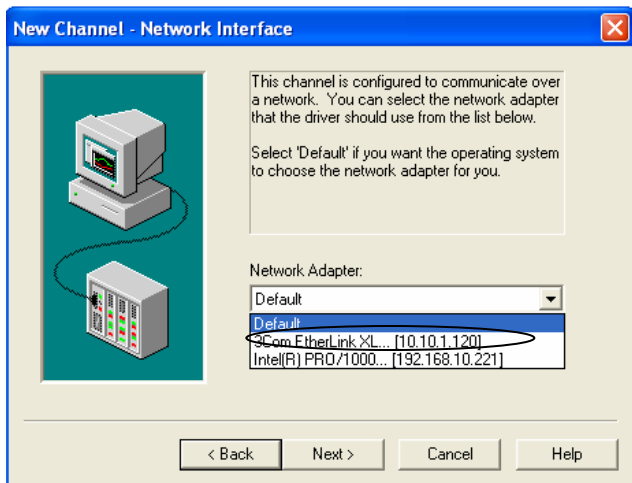 New Channel - Network Interface
This channel is configured to communicate over
a network. You can select the network adapter
that the driver should use from the list below.
Select 'Default' if you want the operating system
to choose the network adapter for you.
Network Adapter:
Default
Default
3Com EtherLink XL... [10.10.1.120]
Intel(R) PRO/1000... [192.168.10.221]
< Back
Next >
Cancel
Help